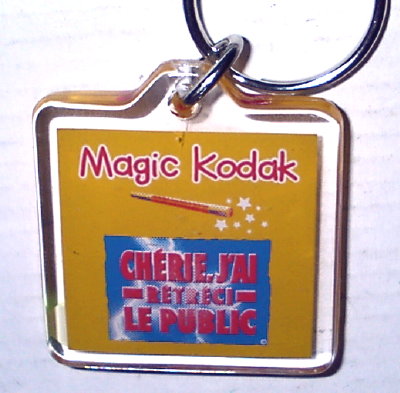 Magic Kodak
CHÉRIE, J'AI
RÉTRÉCI
LE PUBLIC
©